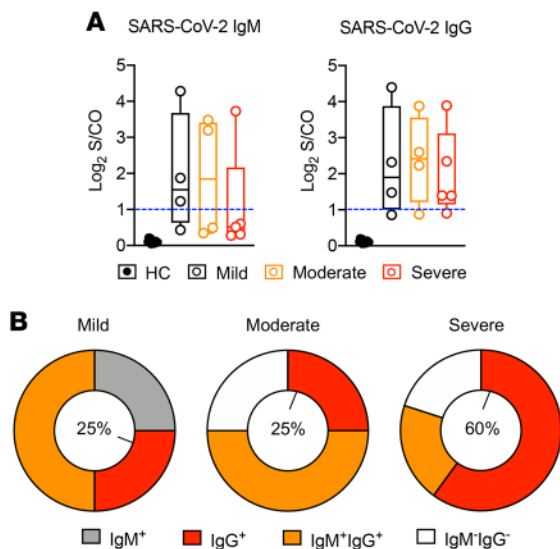 A
SARS-CoV-2 IgM
SARS-CoV-2 IgG
Log₂ S/CO
5
4
3
2
1
0
Log₂ S/CO
5
4
3
2
1
0
HC Mild Moderate Severe
B
Mild Moderate Severe
25% 25% 60%
IgM⁺ IgG⁺ IgM⁺IgG⁺ IgM⁻IgG⁻